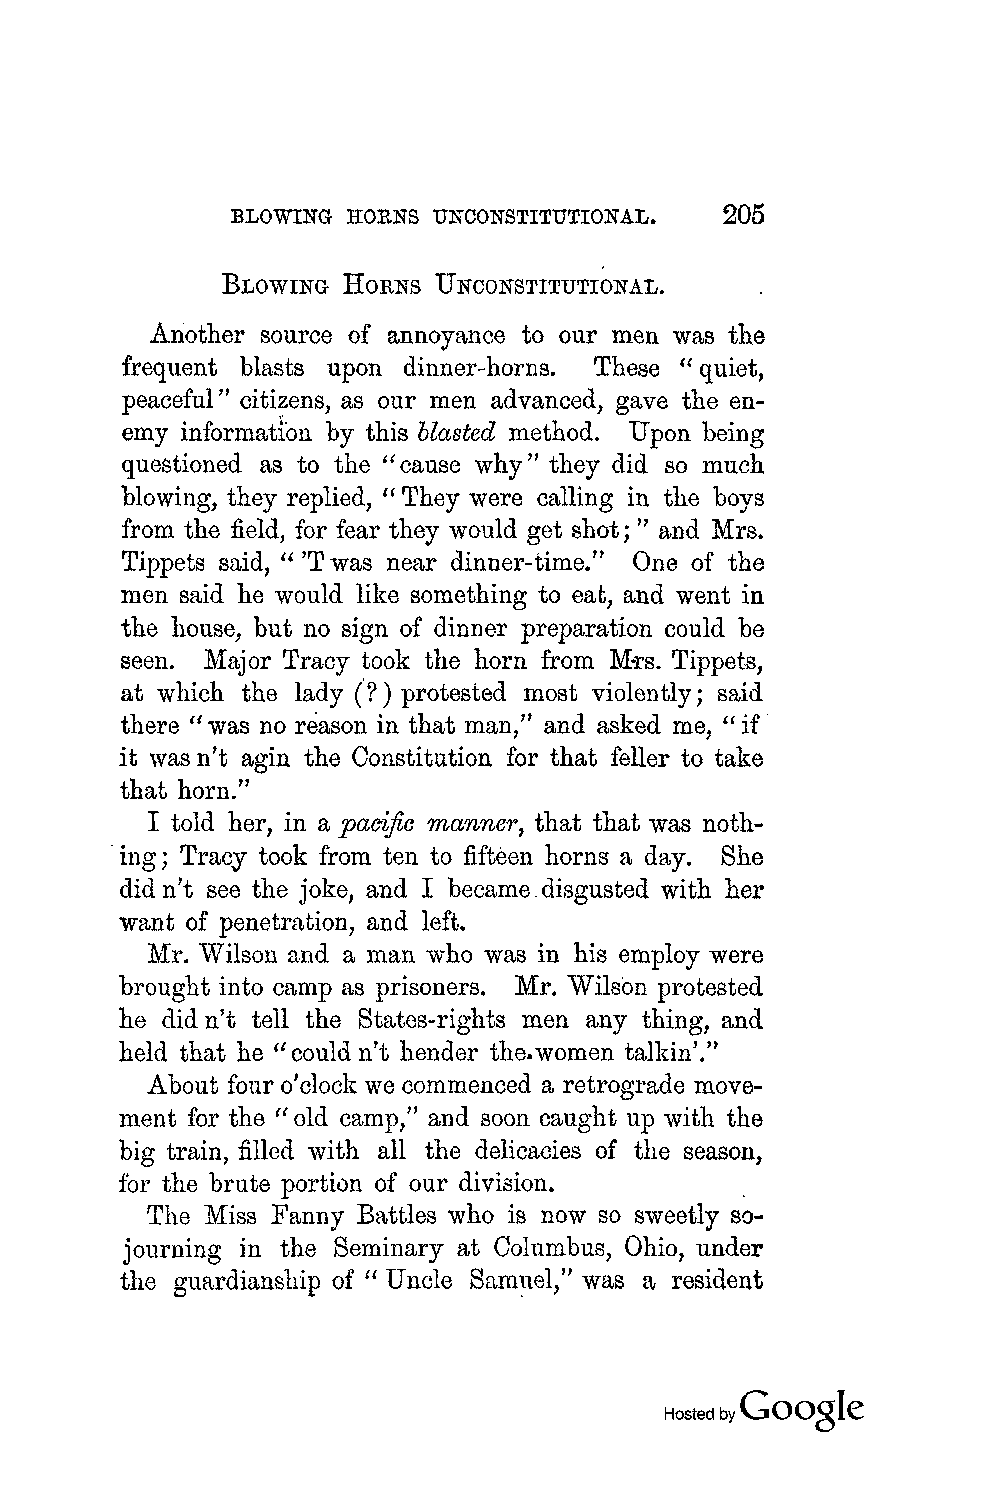 BLOWING HORNS UNCONSTITUTIONAL. 205
BLOWING HORNS UNCONSTITUTIONAL.
Another source of annoyance to our men was the
frequent blasts upon dinner-horns. These "quiet,
peaceful" citizens, as our men advanced, gave the en-
emy information by this blasted method. Upon being
questioned as to the "cause why" they did so much
blowing, they replied, "They were calling in the boys
from the field, for fear they would get shot;" and Mrs.
Tippets said, "'T was near dinner-time." One of the
men said he would like something to eat, and went in
the house, but no sign of dinner preparation could be
seen. Major Tracy took the horn from Mrs. Tippets,
at which the lady (?) protested most violently; said
there "was no reason in that man," and asked me, "if
it was n't agin the Constitution for that feller to take
that horn."
I told her, in a pacific manner, that that was noth-
ing; Tracy took from ten to fifteen horns a day. She
did n't see the joke, and I became disgusted with her
want of penetration, and left.
Mr. Wilson and a man who was in his employ were
brought into camp as prisoners. Mr. Wilson protested
he did n't tell the States-rights men any thing, and
held that he "could n't hender the women talkin'."
About four o'clock we commenced a retrograde move-
ment for the "old camp," and soon caught up with the
big train, filled with all the delicacies of the season,
for the brute portion of our division.
The Miss Fanny Battles who is now so sweetly so-
journing in the Seminary at Columbus, Ohio, under
the guardianship of "Uncle Samuel," was a resident
Hosted by Google